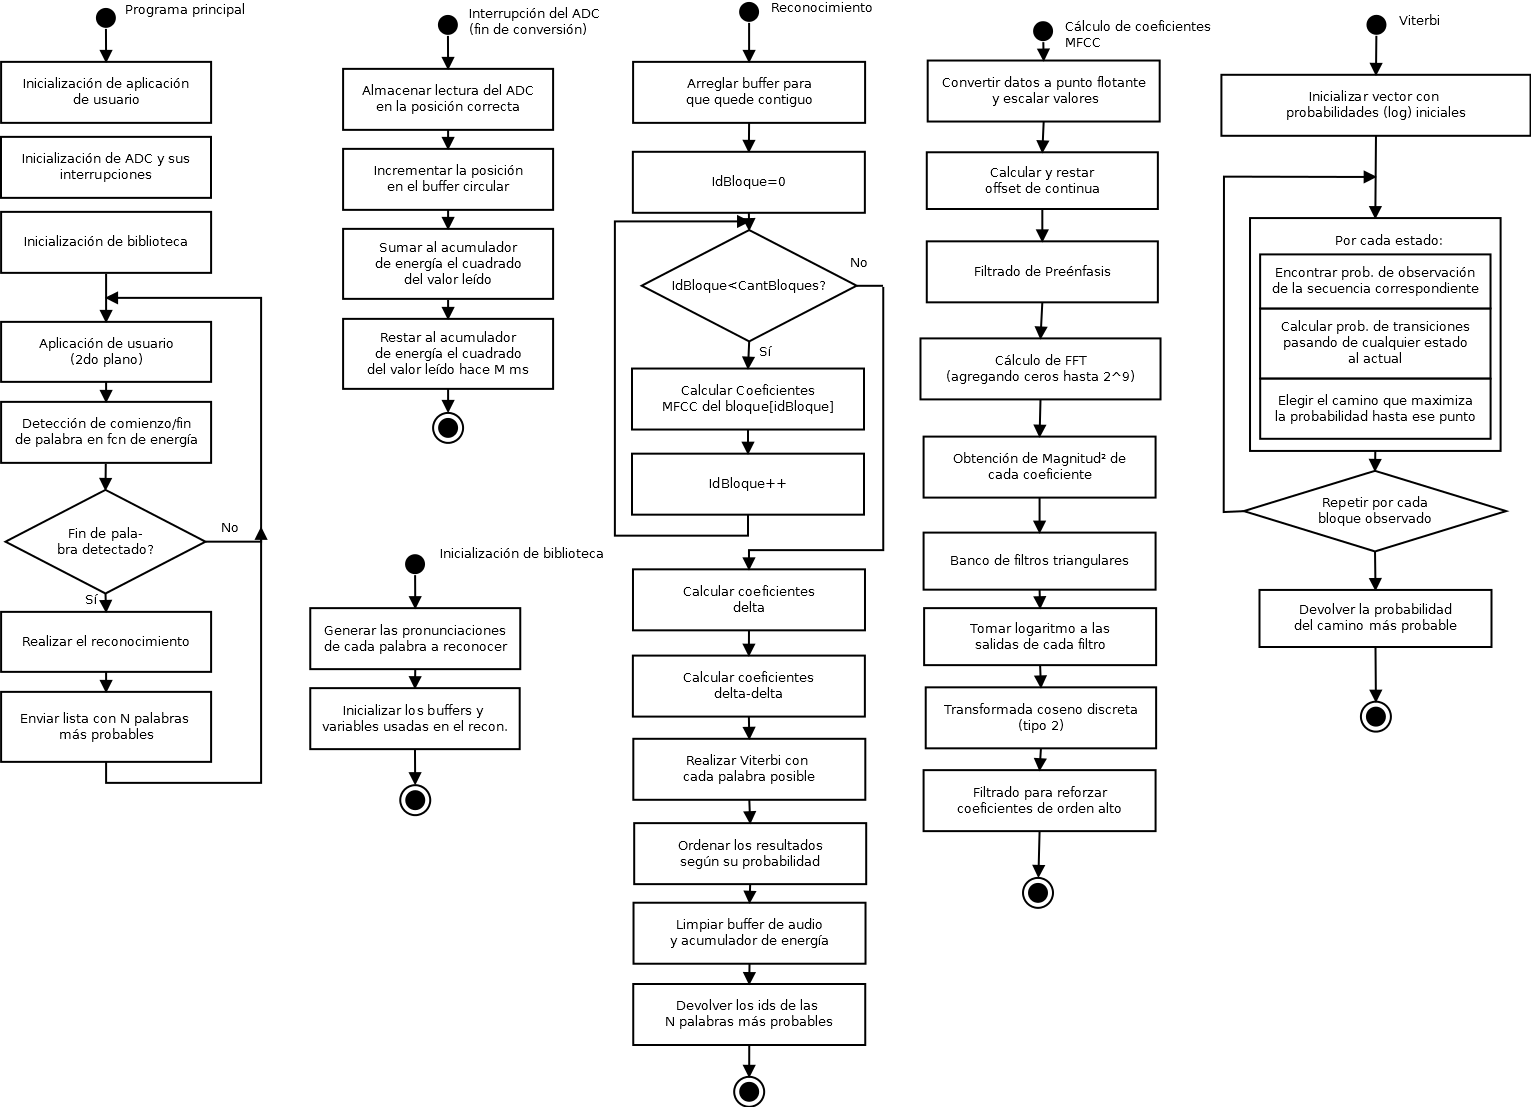 Programa principal
Inicialización de aplicación
de usuario
Inicialización de ADC y sus
interrupciones
Inicialización de biblioteca
Aplicación de usuario
(2do plano)
Detección de comienzo/fin
de palabra en fcn de energía
Fin de pala-
bra detectado?
No
Sí
Realizar el reconocimiento
Enviar lista con N palabras
más probables
Interrupción del ADC
(fin de conversión)
Almacenar lectura del ADC
en la posición correcta
Incrementar la posición
en el buffer circular
Sumar al acumulador
de energía el cuadrado
del valor leído
Restar al acumulador
de energía el cuadrado
del valor leído hace M ms
Inicialización de biblioteca
Generar las pronunciaciones
de cada palabra a reconocer
Inicializar los buffers y
variables usadas en el recon.
Reconocimiento
Arreglar buffer para
que quede contiguo
IdBloque=0
IdBloque<CantBloques?
No
Sí
Calcular Coeficientes
MFCC del bloque[idBloque]
IdBloque++
Calcular coeficientes
delta
Calcular coeficientes
delta-delta
Realizar Viterbi con
cada palabra posible
Ordenar los resultados
según su probabilidad
Limpiar buffer de audio
y acumulador de energía
Devolver los ids de las
N palabras más probables
Cálculo de coeficientes
MFCC
Convertir datos a punto flotante
y escalar valores
Calcular y restar
offset de continua
Filtrado de Preénfasis
Cálculo de FFT
(agregando ceros hasta 2^9)
Obtención de Magnitud² de
cada coeficiente
Banco de filtros triangulares
Tomar logaritmo a las
salidas de cada filtro
Transformada coseno discreta
(tipo 2)
Filtrado para reforzar
coeficientes de orden alto
Viterbi
Inicializar vector con
probabilidades (log) iniciales
Por cada estado:
Encontrar prob. de observación
de la secuencia correspondiente
Calcular prob. de transiciones
pasando de cualquier estado
al actual
Elegir el camino que maximiza
la probabilidad hasta ese punto
Repetir por cada
bloque observado
Devolver la probabilidad
del camino más probable